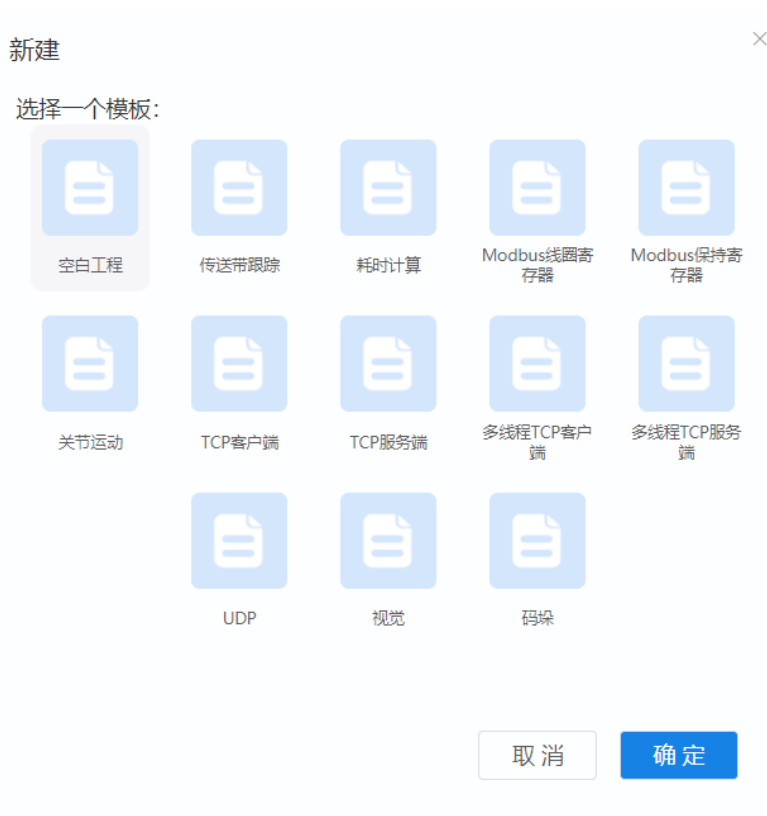 新建
选择一个模板：
空白工程
传送带跟踪
耗时计算
Modbus线圈寄
存器
Modbus保持寄
存器
关节运动
TCP客户端
TCP服务端
多线程TCP客户
端
多线程TCP服务
端
UDP
视觉
码垛
取消
确定